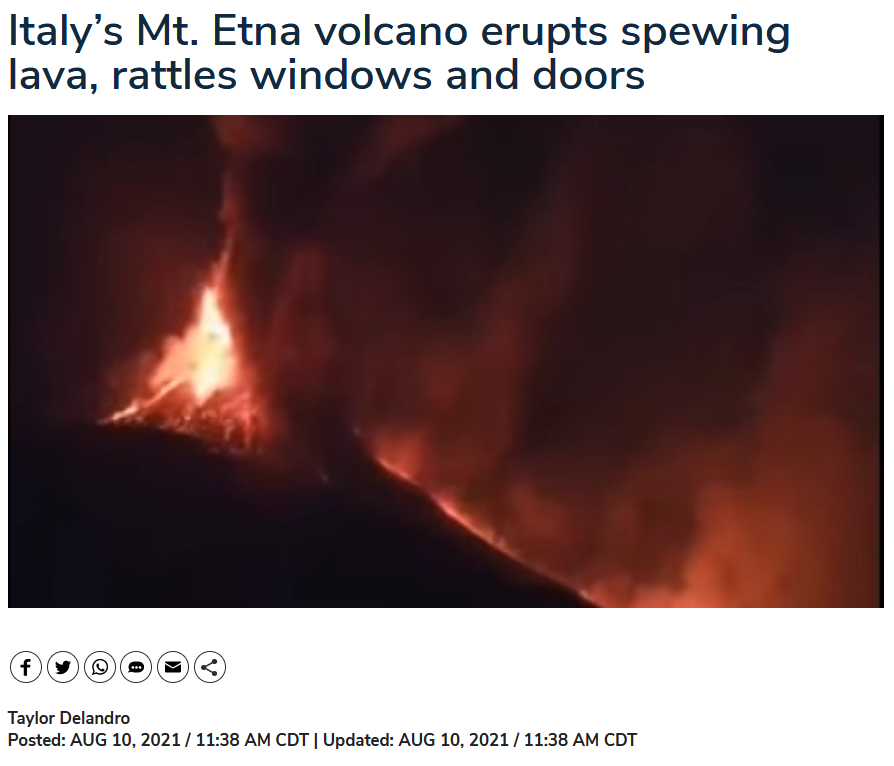 Italy’s Mt. Etna volcano erupts spewing
lava, rattles windows and doors
Taylor Delandro
Posted: AUG 10, 2021 / 11:38 AM CDT | Updated: AUG 10, 2021 / 11:38 AM CDT